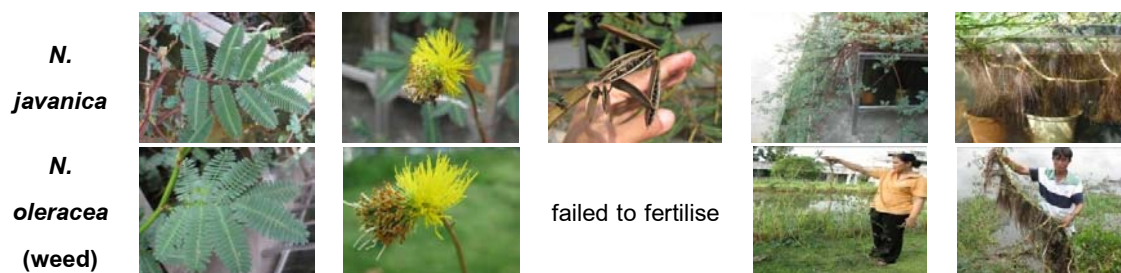 N.
javanica
N.
oleracea
(weed)
failed to fertilise